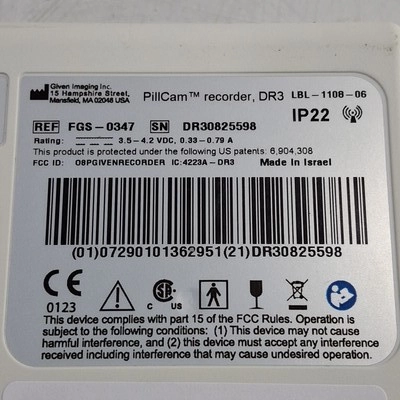 Given Imaging Inc.
15 Hampshire Street,
Mansfield, MA 02048 USA
PillCam™ recorder, DR3 LBL-1108-06
IP22
REF FGS-0347 SN DR30825598
Rating: 3.5-4.2 VDC, 0.33-0.79 A
This product is protected under the following US patents: 6,904,308
FCC ID: O8PGIVENRECORDER IC:4223A-DR3 Made in Israel
(01)07290101362951(21)DR30825598
CE
0123
C US
This device complies with part 15 of the FCC Rules. Operation is
subject to the following conditions: (1) This device may not cause
harmful interference, and (2) this device must accept any interference
received including interference that may cause undesired operation.